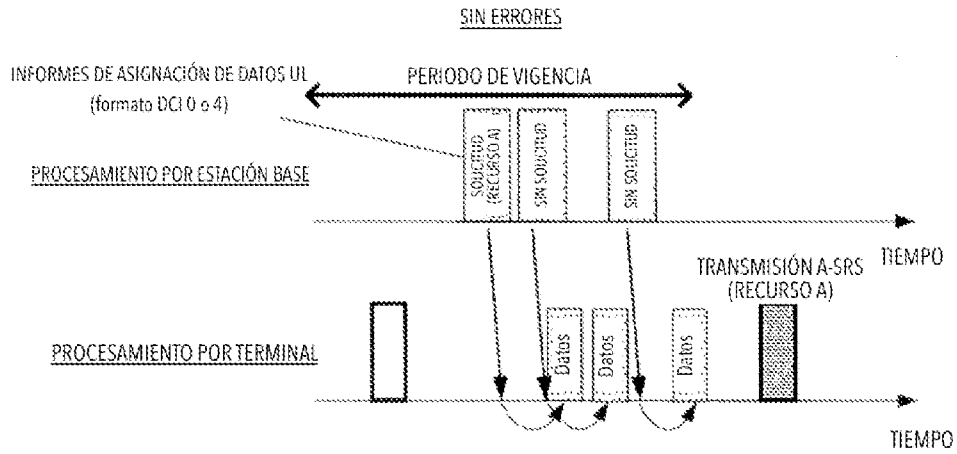 SIN ERRORES
INFORMES DE ASIGNACIÓN DE DATOS UL
(formato DCI 0 o 4)
PERIODO DE VIGENCIA
SOLICITUD
(RECURSO A)
SIN SOLICITUD
SIN SOLICITUD
PROCESAMIENTO POR ESTACIÓN BASE
TIEMPO
TRANSMISIÓN A-SRS
(RECURSO A)
PROCESAMIENTO POR TERMINAL
Datos
Datos
Datos
TIEMPO